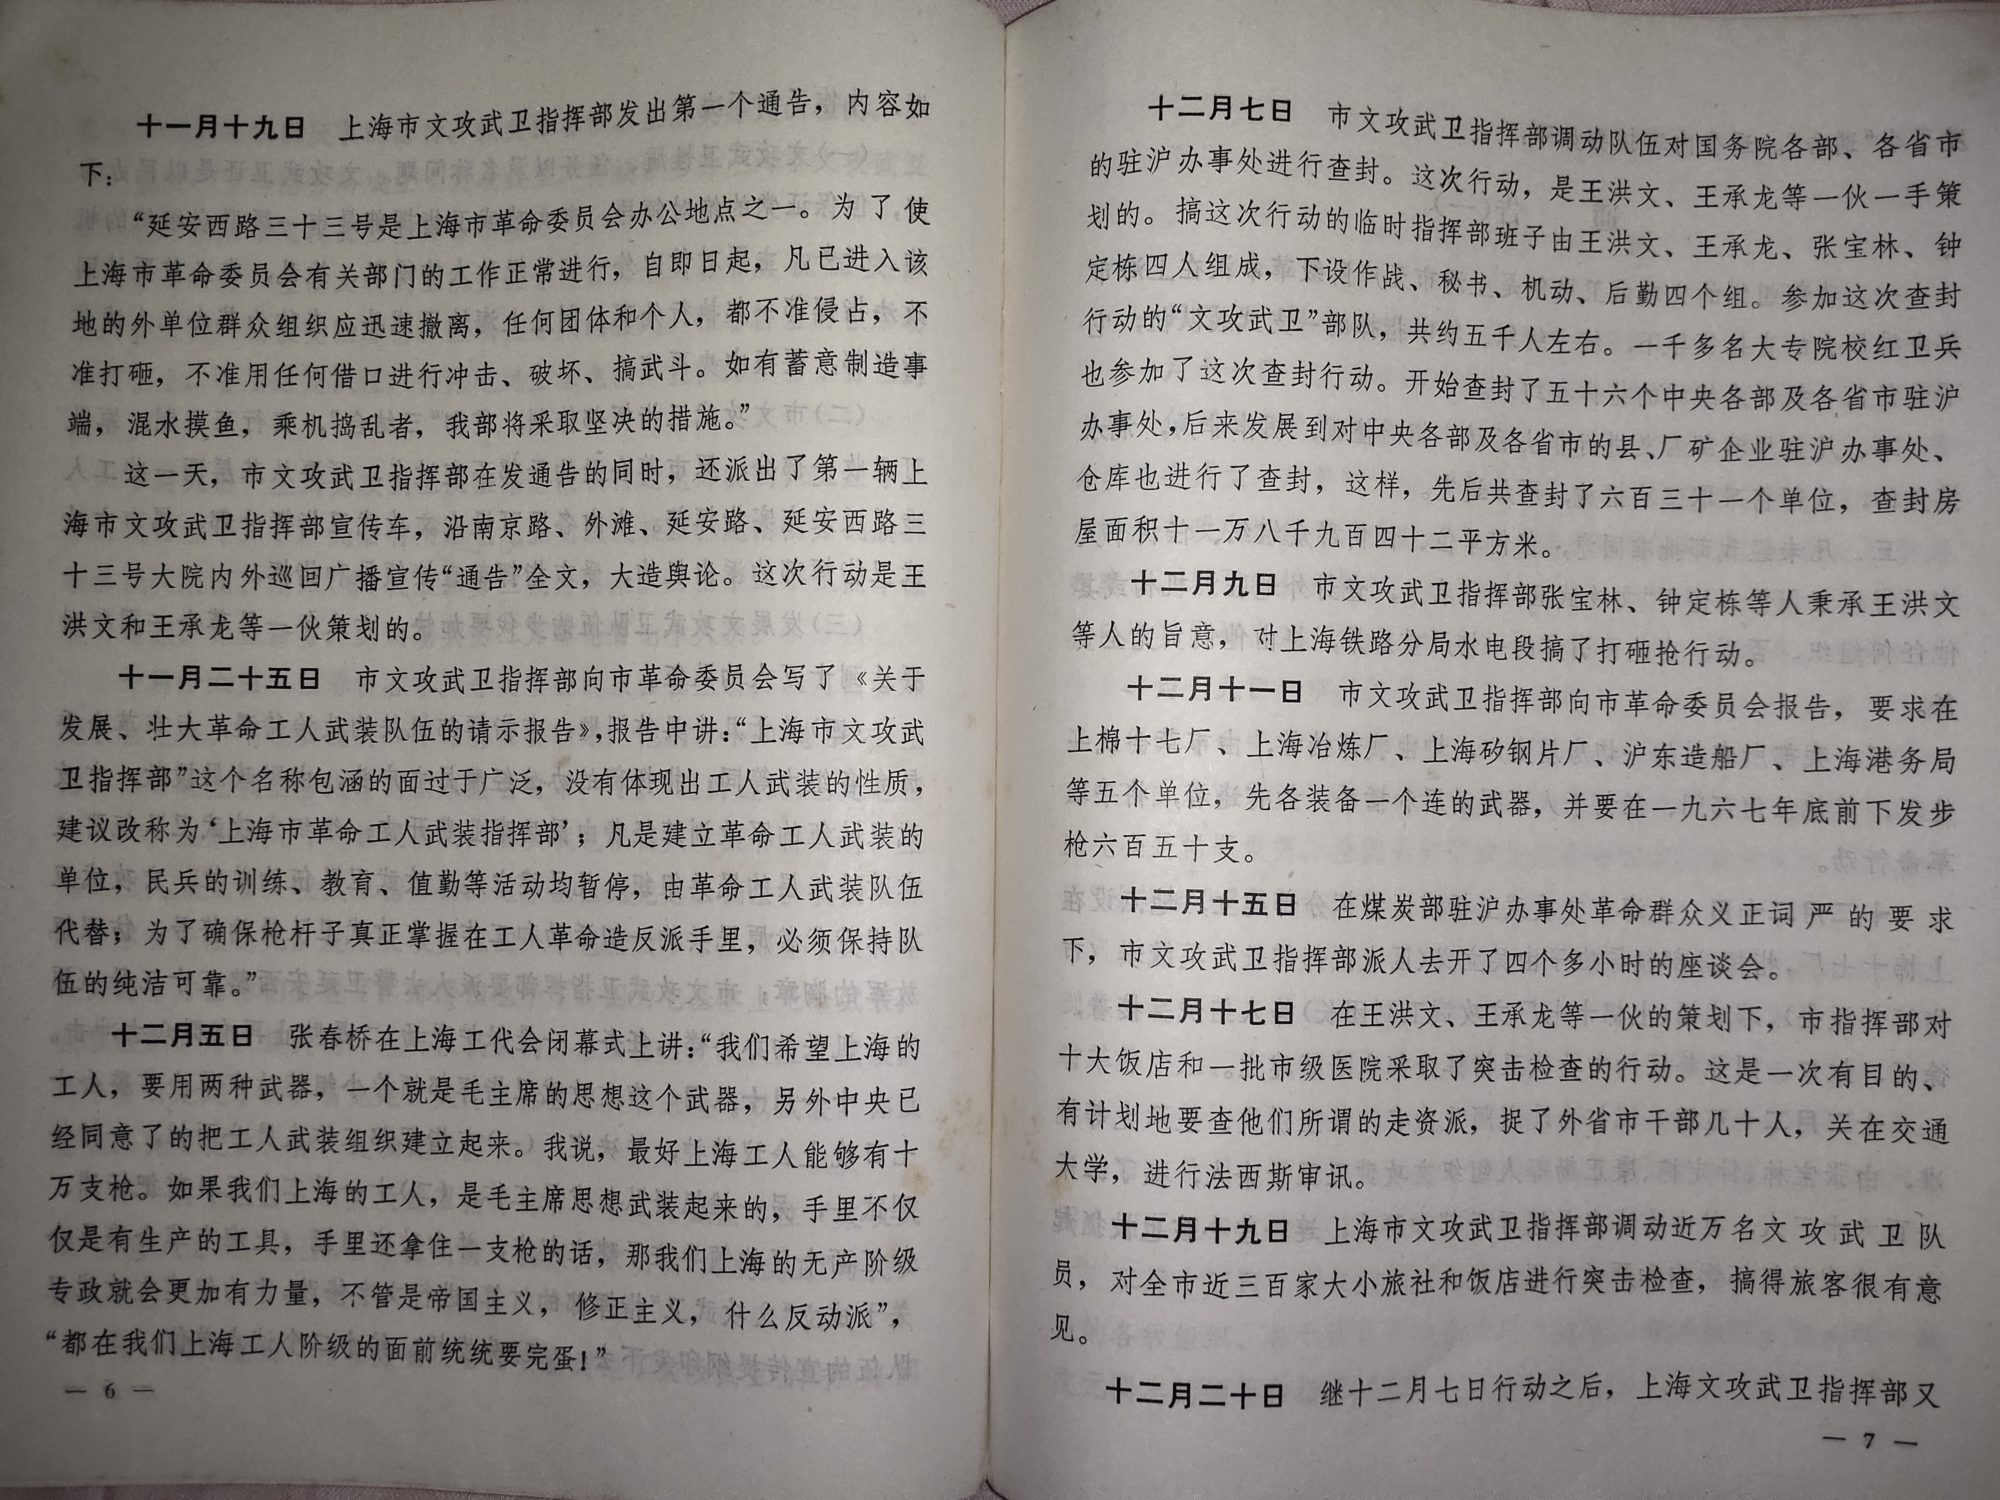 十一月十九日　上海市文攻武卫指挥部发出第一个通告，内容如
下：
“延安西路三十三号是上海市革命委员会办公地点之一。为了使
上海市革命委员会有关部门的工作正常进行，自即日起，凡已进入该
地的外单位群众组织应迅速撤离，任何团体和个人，都不准侵占，不
准打砸，不准用任何借口进行冲击、破坏、搞武斗。如有蓄意制造事
端，混水摸鱼，乘机捣乱者，我部将采取坚决的措施。”
这一天，市文攻武卫指挥部在发通告的同时，还派出了第一辆上
海市文攻武卫指挥部宣传车，沿南京路、外滩、延安路、延安西路三
十三号大院内外巡回广播宣传“通告”全文，大造舆论。这次行动是王
洪文和王承龙等一伙策划的。
十一月二十五日　市文攻武卫指挥部向市革命委员会写了《关于
发展、壮大革命工人武装队伍的请示报告》，报告中讲：“上海市文攻武
卫指挥部”这个名称包涵的面过于广泛，没有体现出工人武装的性质，
建议改称为‘上海市革命工人武装指挥部’；凡是建立革命工人武装的
单位，民兵的训练、教育、值勤等活动均暂停，由革命工人武装队伍
代替；为了确保枪杆子真正掌握在工人革命造反派手里，必须保持队
伍的纯洁可靠。”
十二月五日　张春桥在上海工代会闭幕式上讲：“我们希望上海的
工人，要用两种武器，一个就是毛主席的思想这个武器，另外中央已
经同意了的把工人武装组织建立起来。我说，最好上海工人能够有十
万支枪。如果我们上海的工人，是毛主席思想武装起来的，手里不仅
仅是有生产的工具，手里还拿住一支枪的话，那我们上海的无产阶级
专政就会更加有力量，不管是帝国主义，修正主义，什么反动派”，
“都在我们上海工人阶级的面前统统要完蛋！”
— 6 —
十二月七日　市文攻武卫指挥部调动队伍对国务院各部、各省市
的驻沪办事处进行查封。这次行动，是王洪文、王承龙等一伙一手策
划的。搞这次行动的临时指挥部班子由王洪文、王承龙、张宝林、钟
定栋四人组成，下设作战、秘书、机动、后勤四个组。参加这次查封
行动的“文攻武卫”部队，共约五千人左右。一千多名大专院校红卫兵
也参加了这次查封行动。开始查封了五十六个中央各部及各省市驻沪
办事处，后来发展到对中央各部及各省市的县、厂矿企业驻沪办事处、
仓库也进行了查封，这样，先后共查封了六百三十一个单位，查封房
屋面积十一万八千九百四十二平方米。
十二月九日　市文攻武卫指挥部张宝林、钟定栋等人秉承王洪文
等人的旨意，对上海铁路分局水电段搞了打砸抢行动。
十二月十一日　市文攻武卫指挥部向市革命委员会报告，要求在
上棉十七厂、上海冶炼厂、上海矽钢片厂、沪东造船厂、上海港务局
等五个单位，先各装备一个连的武器，并要在一九六七年底前下发步
枪六百五十支。
十二月十五日　在煤炭部驻沪办事处革命群众义正词严的要求
下，市文攻武卫指挥部派人去开了四个多小时的座谈会。
十二月十七日　在王洪文、王承龙等一伙的策划下，市指挥部对
十大饭店和一批市级医院采取了突击检查的行动。这是一次有目的、
有计划地要查他们所谓的走资派，捉了外省市干部几十人，关在交通
大学，进行法西斯审讯。
十二月十九日　上海市文攻武卫指挥部调动近万名文攻武卫队
员，对全市近三百家大小旅社和饭店进行突击检查，搞得旅客很有意
见。
十二月二十日　继十二月七日行动之后，上海文攻武卫指挥部又
— 7 —